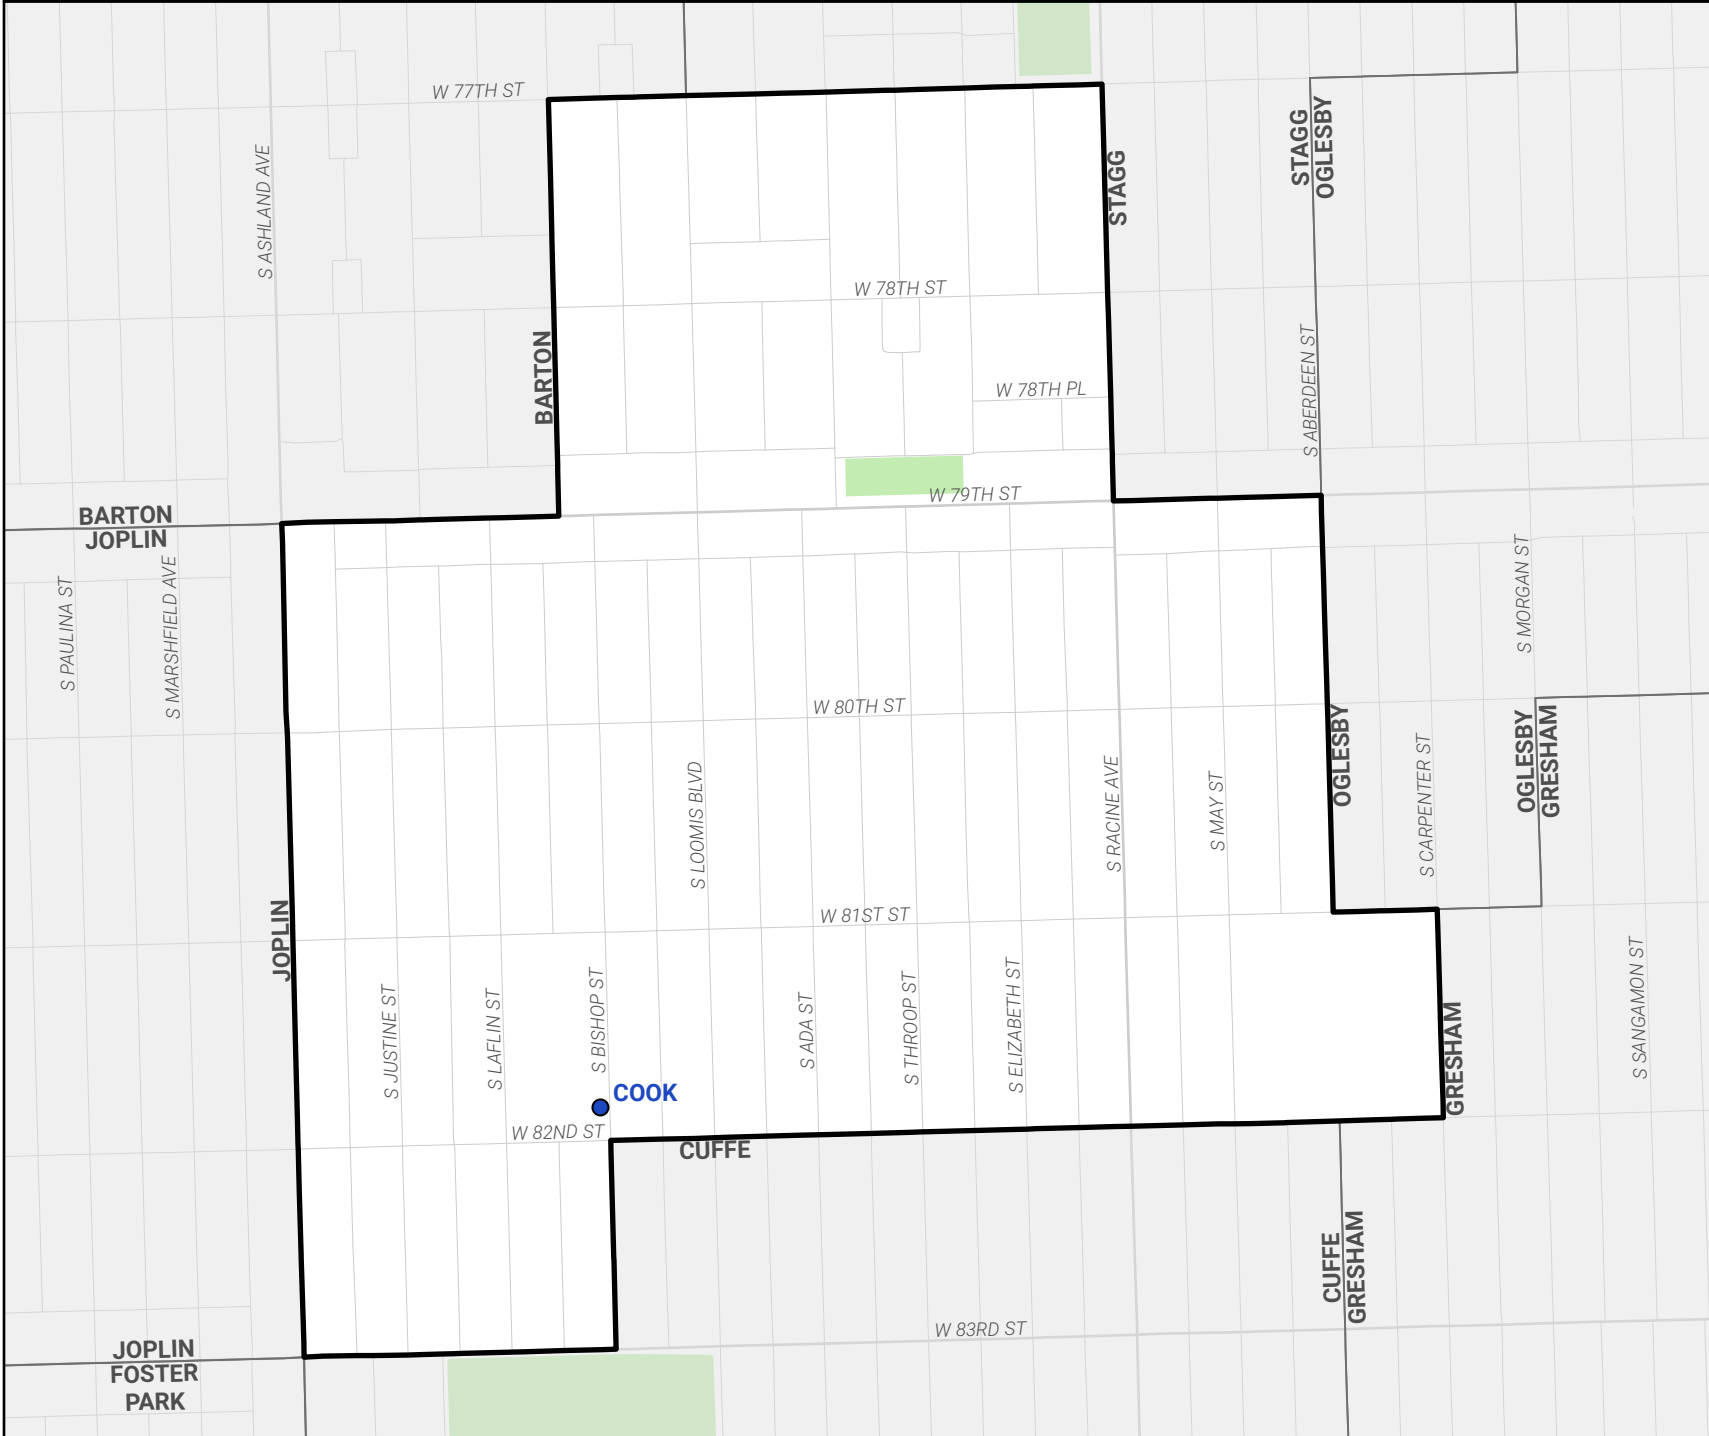 W 77TH ST
S ASHLAND AVE
STAGG
STAGG
OGLESBY
W 78TH ST
BARTON
W 78TH PL
S ABERDEEN ST
W 79TH ST
BARTON
JOPLIN
S PAULINA ST
S MARSHFIELD AVE
S MORGAN ST
W 80TH ST
OGLESBY
OGLESBY
GRESHAM
S LOOMIS BLVD
S RACINE AVE
S MAY ST
S CARPENTER ST
W 81ST ST
JOPLIN
S JUSTINE ST
S LAFLIN ST
S BISHOP ST
S ADA ST
S THROOP ST
S ELIZABETH ST
GRESHAM
S SANGAMON ST
COOK
W 82ND ST
CUFFE
CUFFE
GRESHAM
W 83RD ST
JOPLIN
FOSTER
PARK